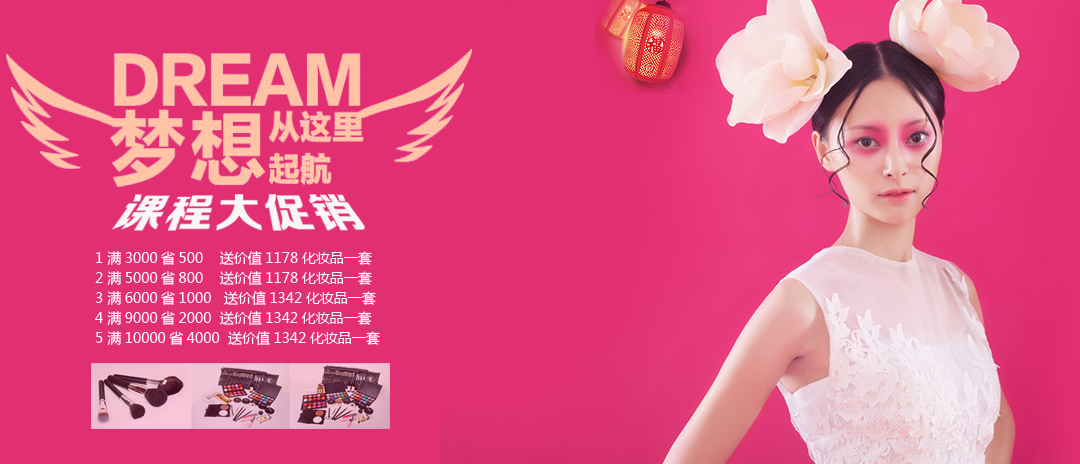 DREAM
梦想从这里
起航
课程大促销
1 满 3000 省 500 送价值 1178 化妆品一套
2 满 5000 省 800 送价值 1178 化妆品一套
3 满 6000 省 1000 送价值 1342 化妆品一套
4 满 9000 省 2000 送价值 1342 化妆品一套
5 满 10000 省 4000 送价值 1342 化妆品一套
福